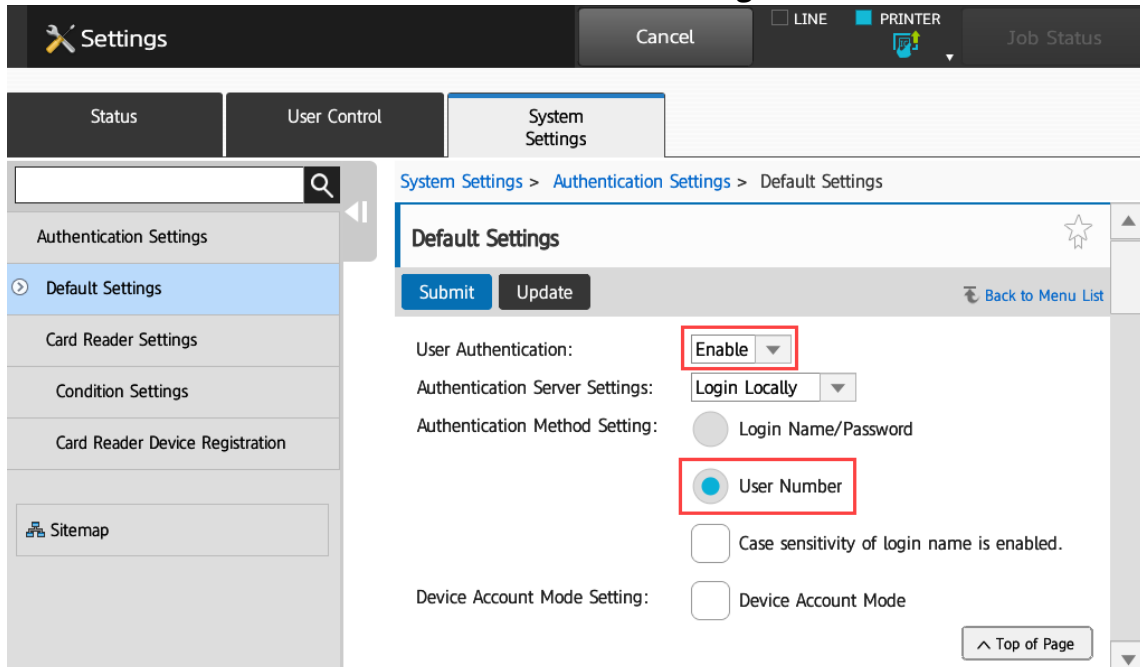 Settings
Cancel
LINE
PRINTER
Job Status
Status
User Control
System
Settings
System Settings > Authentication Settings > Default Settings
Authentication Settings
Default Settings
Default Settings
Submit
Update
Back to Menu List
Card Reader Settings
Condition Settings
Card Reader Device Registration
Sitemap
User Authentication:
Enable
Authentication Server Settings:
Login Locally
Authentication Method Setting:
Login Name/Password
User Number
Case sensitivity of login name is enabled.
Device Account Mode Setting:
Device Account Mode
Top of Page